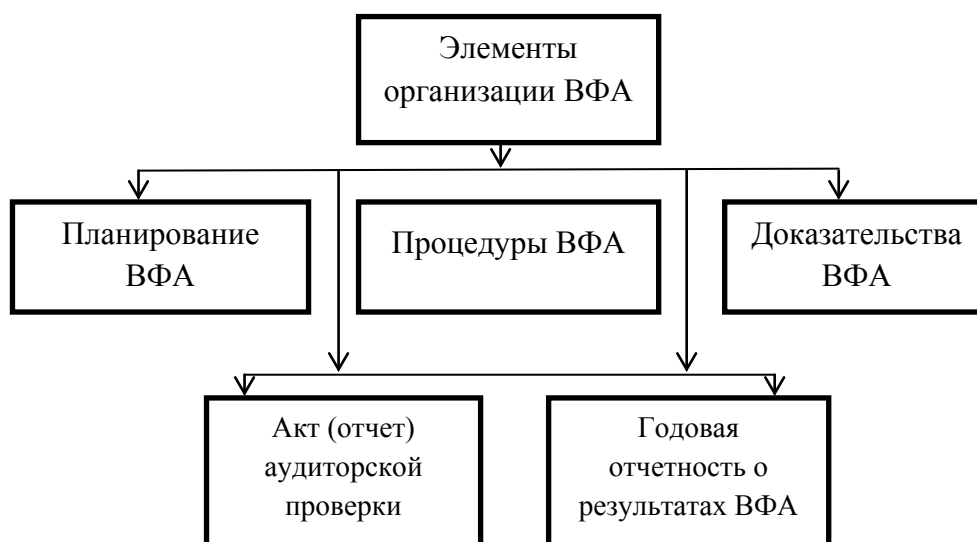 Элементы
организации ВФА
Планирование
ВФА
Процедуры ВФА
Доказательства
ВФА
Акт (отчет)
аудиторской
проверки
Годовая
отчетность о
результатах ВФА